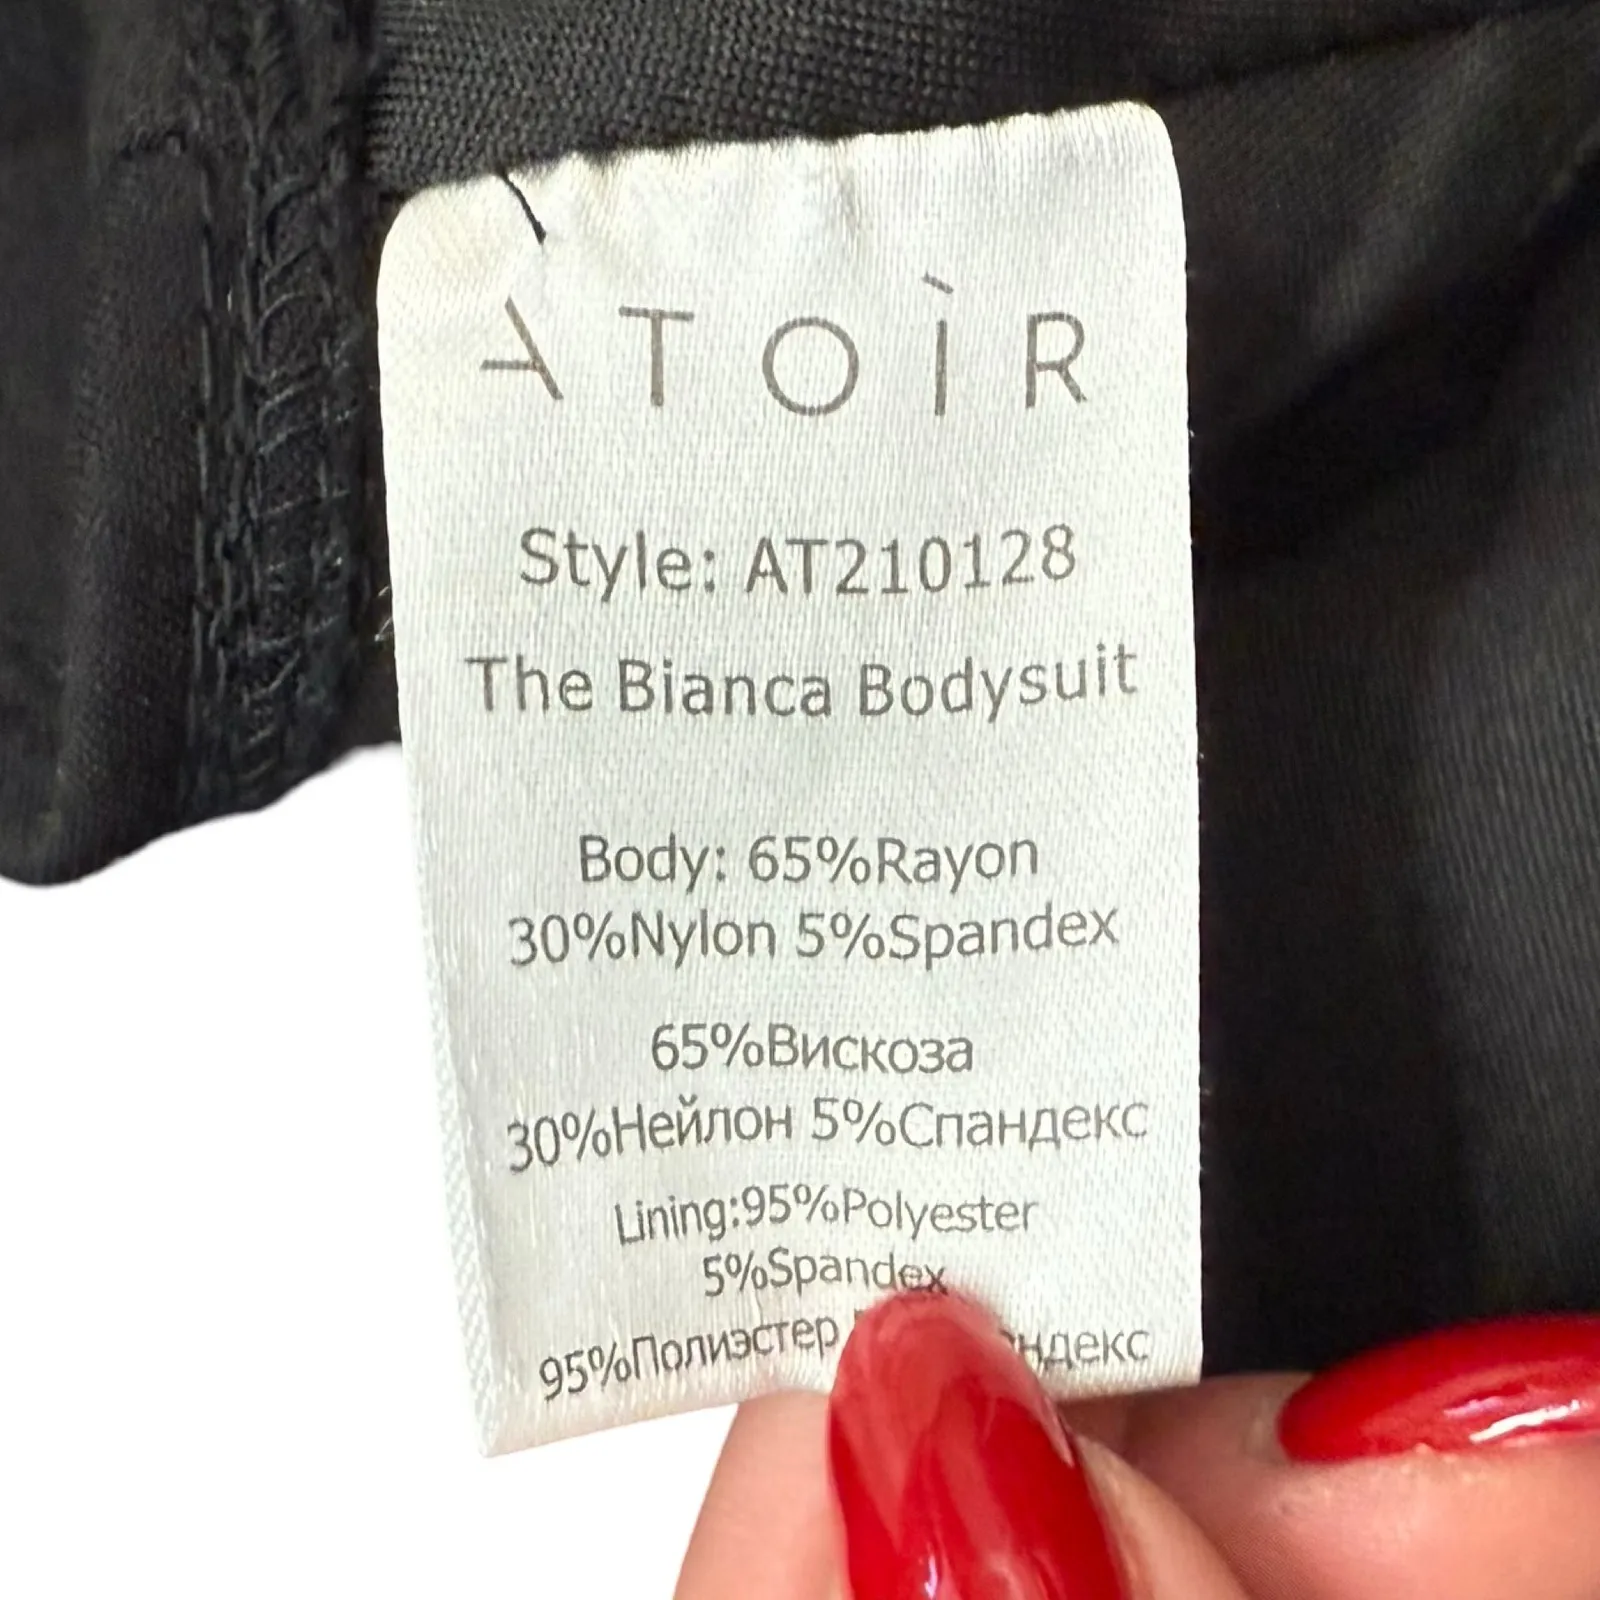 ATOÌR
Style: AT210128
The Bianca Bodysuit
Body: 65%Rayon
30%Nylon 5%Spandex
65%Вискоза
30%Нейлон 5%Спандекс
Lining:95%Polyester
5%Spandex
95%Полиэстер